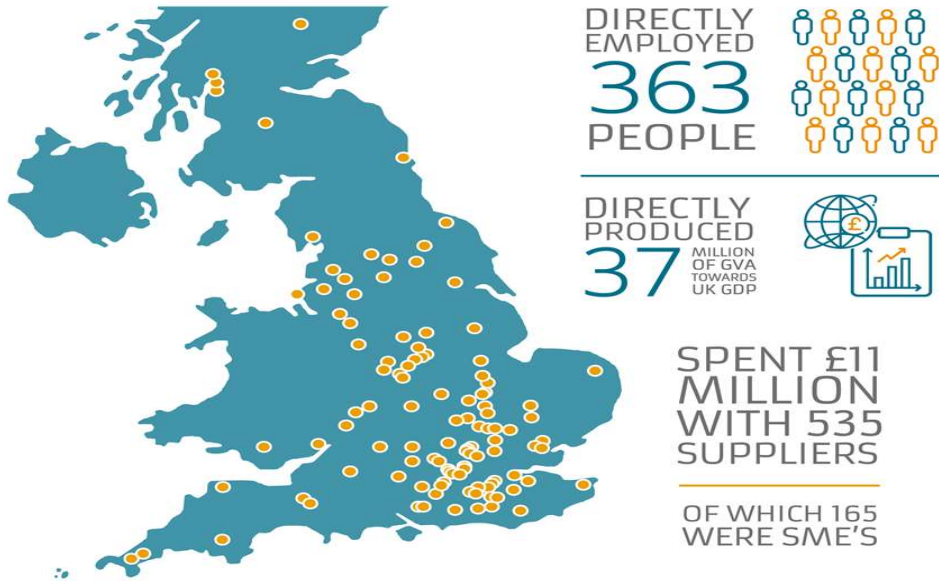 DIRECTLY
EMPLOYED
363
PEOPLE
DIRECTLY
PRODUCED
37
MILLION
OF GVA
TOWARDS
UK GDP
£
SPENT £11
MILLION
WITH 535
SUPPLIERS
OF WHICH 165
WERE SME'S